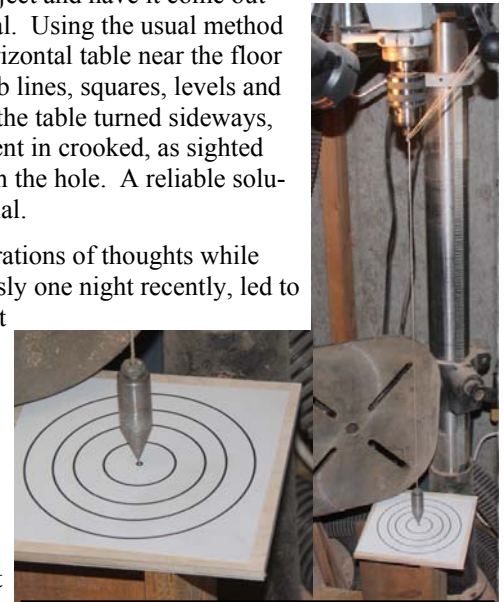 ject and have it come out
al. Using the usual method
izontal table near the floor
b lines, squares, levels and
the table turned sideways,
ent in crooked, as sighted
n the hole. A reliable solu-
al.
rations of thoughts while
sly one night recently, led to
t
t